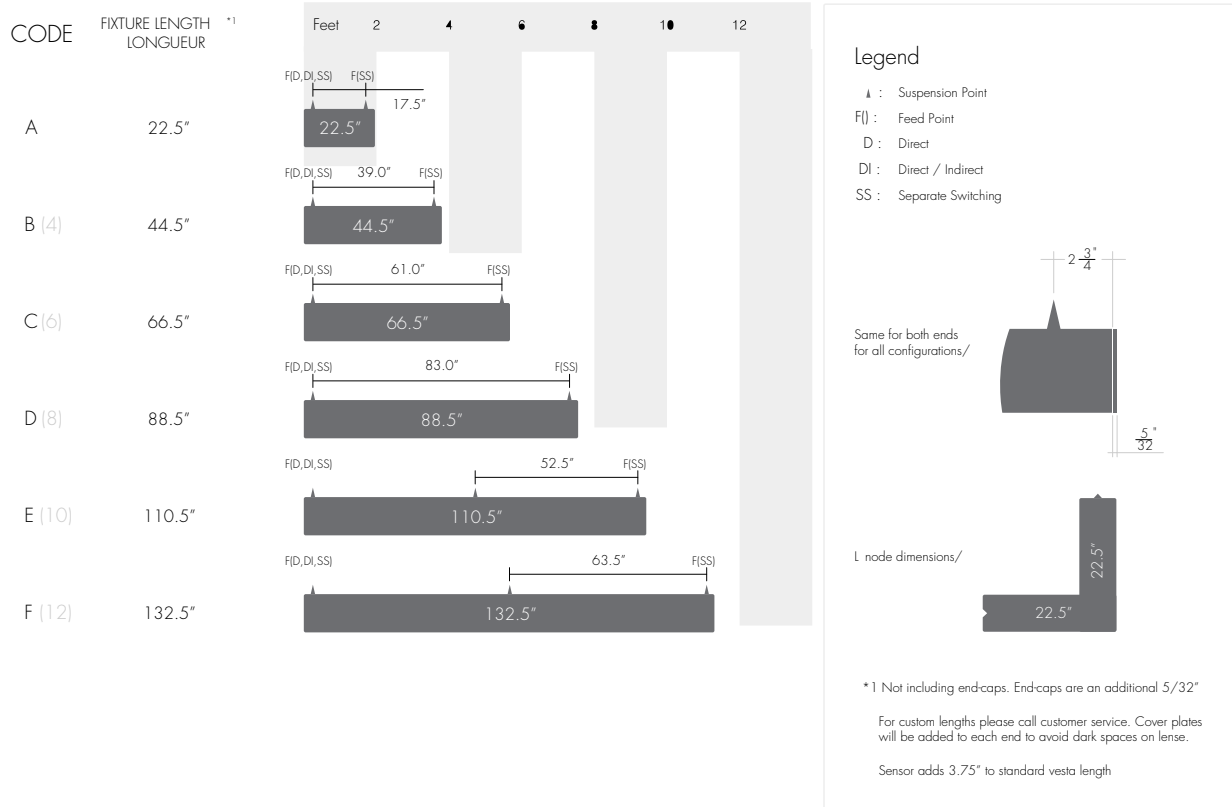 CODE
FIXTURE LENGTH *1
LONGUEUR
Feet 2 4 6 8 10 12
F(D,DI,SS) F(SS)
17.5"
A 22.5" 22.5"
F(D,DI,SS) 39.0" F(SS)
B (4) 44.5" 44.5"
F(D,DI,SS) 61.0" F(SS)
C (6) 66.5" 66.5"
F(D,DI,SS) 83.0" F(SS)
D (8) 88.5" 88.5"
F(D,DI,SS) 52.5" F(SS)
E (10) 110.5" 110.5"
F(D,DI,SS) 63.5" F(SS)
F (12) 132.5" 132.5"
Legend
: Suspension Point
F() : Feed Point
D : Direct
DI : Direct / Indirect
SS : Separate Switching
2 3/4"
Same for both ends
for all configurations/
5/32"
L node dimensions/
22.5"
22.5"
*1 Not including end-caps. End-caps are an additional 5/32"
For custom lengths please call customer service. Cover plates
will be added to each end to avoid dark spaces on lense.
Sensor adds 3.75" to standard vesta length